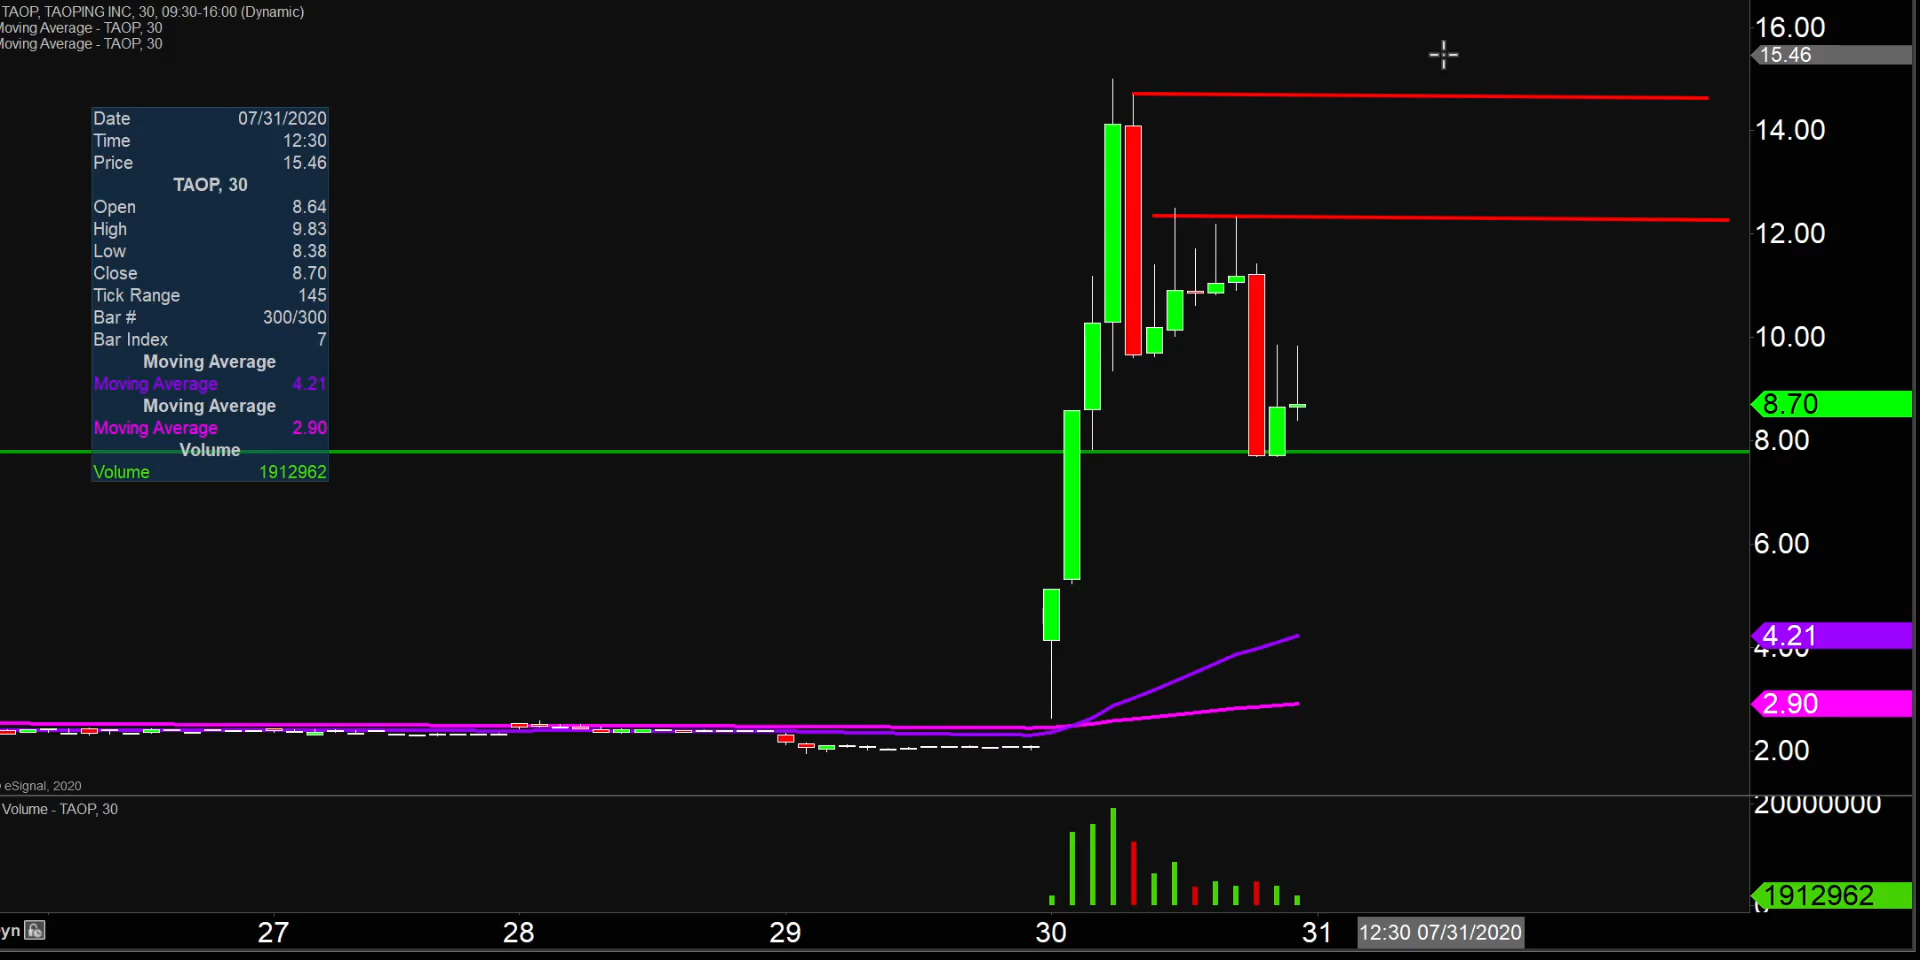 TAOP, TAOPING INC, 30, 09:30-16:00 (Dynamic)
Moving Average - TAOP, 30
Moving Average - TAOP, 30
Date 07/31/2020
Time 12:30
Price 15.46
TAOP, 30
Open 8.64
High 9.83
Low 8.38
Close 8.70
Tick Range 145
Bar # 300/300
Bar Index 7
Moving Average
Moving Average 4.21
Moving Average
Moving Average 2.90
Volume
Volume 1912962
16.00
15.46
14.00
12.00
10.00
8.70
8.00
6.00
4.21
4.00
2.90
2.00
eSignal, 2020
Volume - TAOP, 30
20000000
1912962
0
yn
27 28 29 30 31 12:30 07/31/2020